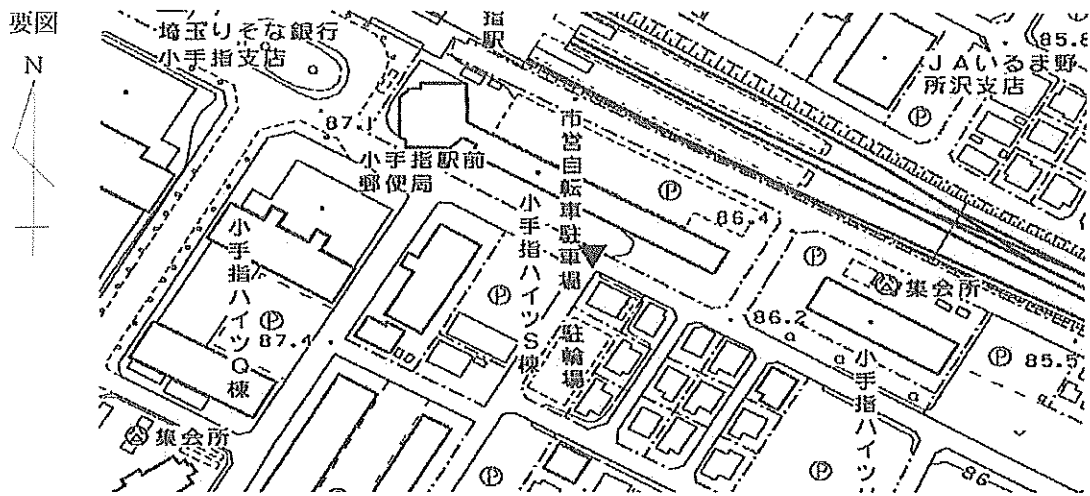 要図
N
埼玉りそな銀行
小手指支店
指駅
85.8
JAいるま野
所沢支店
87.1
小手指駅前
郵便局
市営自転車駐車場
小手指ハイツS棟
駐輪場
86.4
小手指ハイツQ棟
87.4
集会所
86.2
小手指ハイツ
85.5
集会所
86
P
P
P
P
P
P
P
P
P